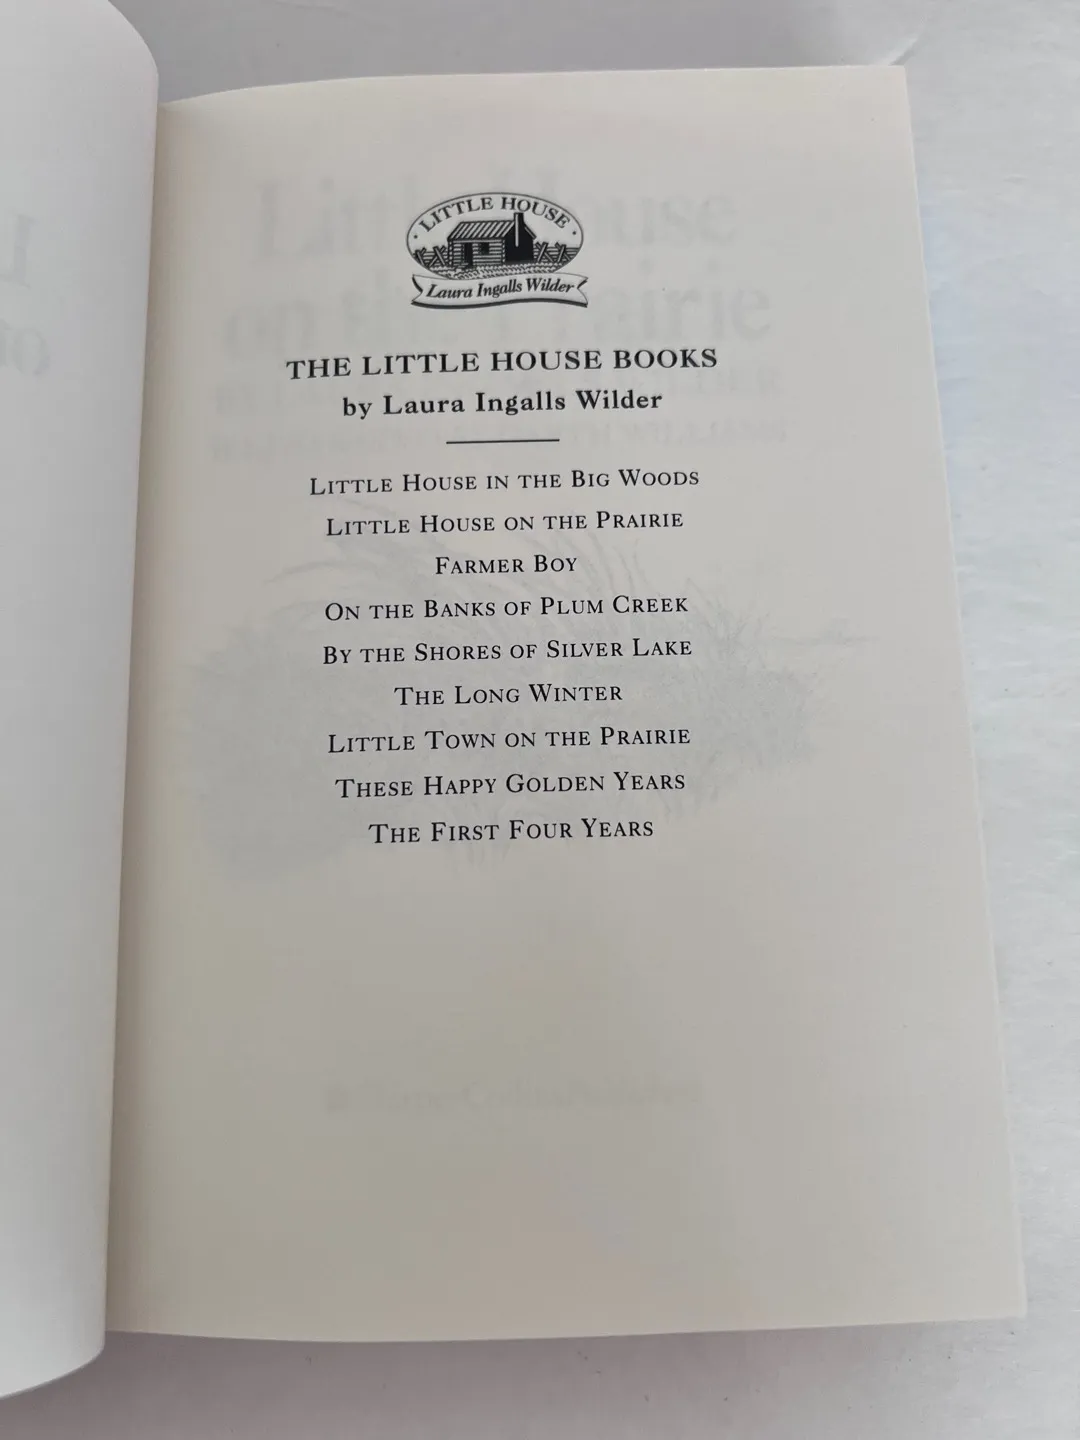 LITTLE HOUSE
Laura Ingalls Wilder
THE LITTLE HOUSE BOOKS
by Laura Ingalls Wilder
LITTLE HOUSE IN THE BIG WOODS
LITTLE HOUSE ON THE PRAIRIE
FARMER BOY
ON THE BANKS OF PLUM CREEK
BY THE SHORES OF SILVER LAKE
THE LONG WINTER
LITTLE TOWN ON THE PRAIRIE
THESE HAPPY GOLDEN YEARS
THE FIRST FOUR YEARS